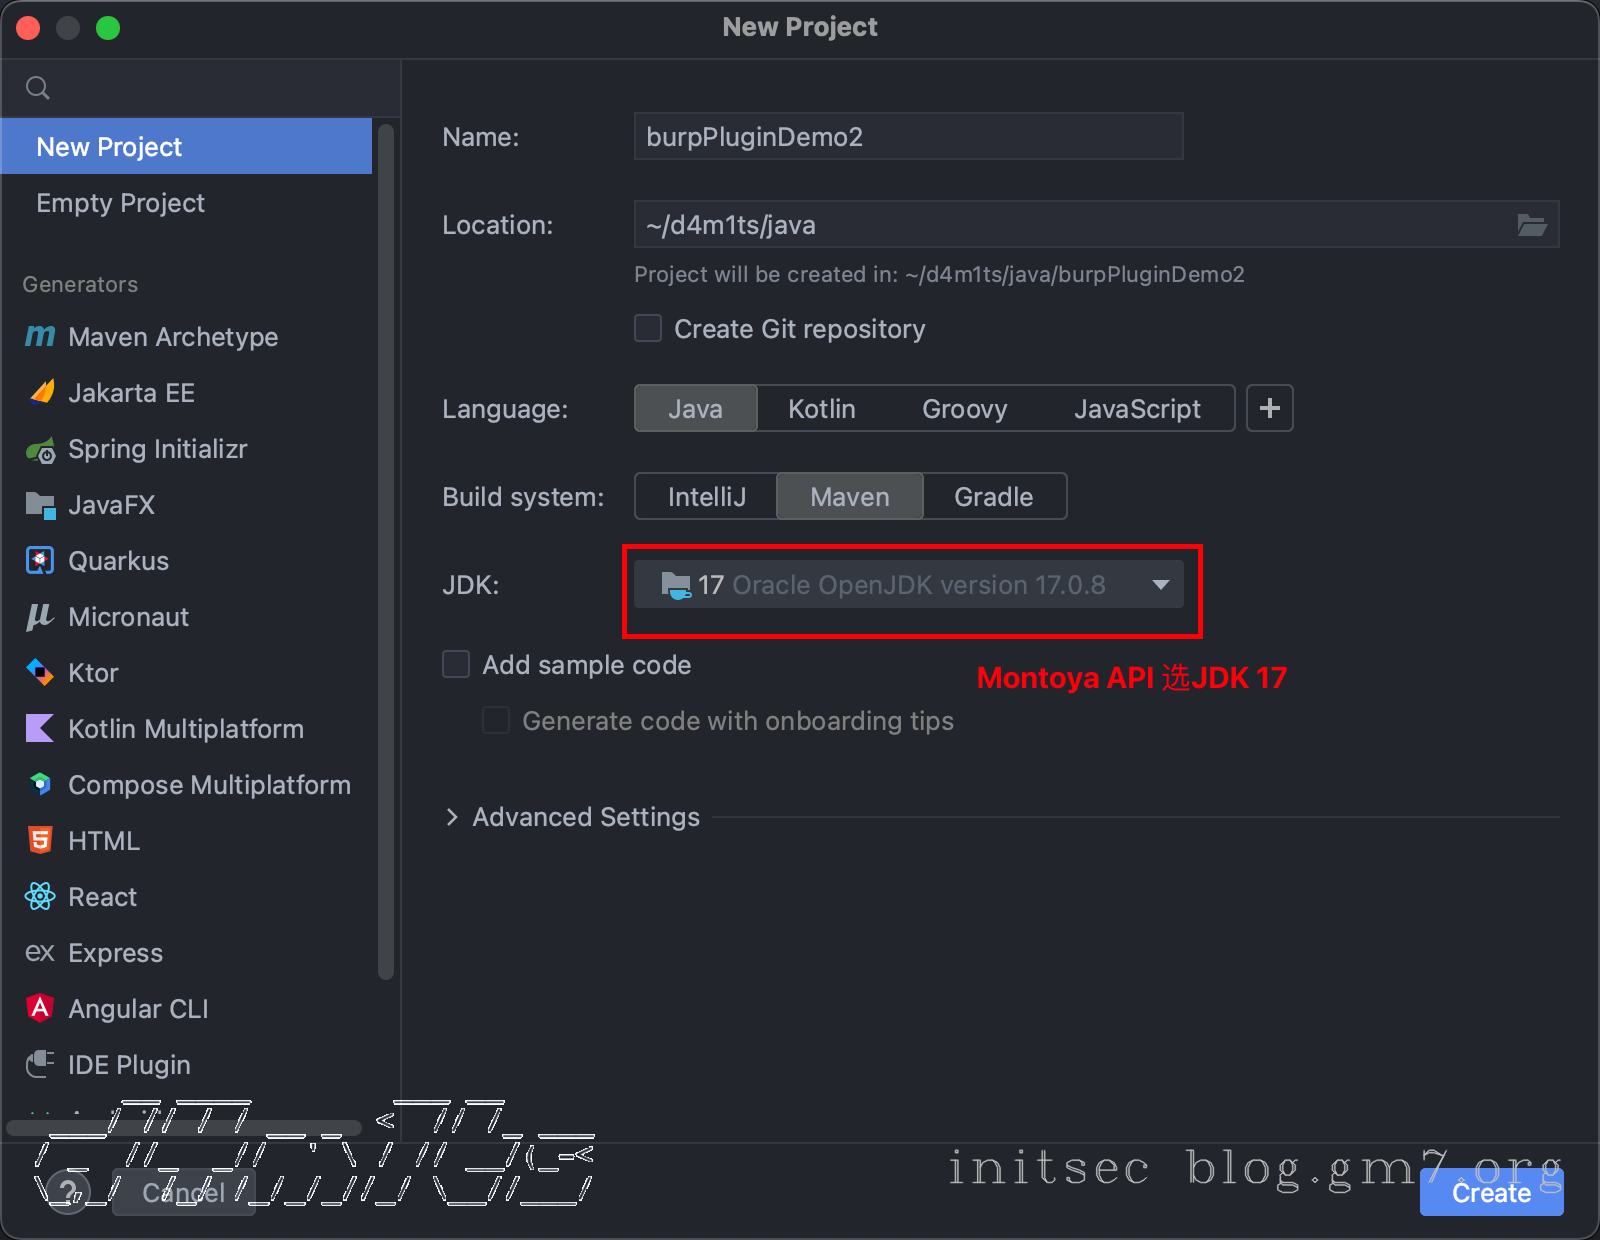 New Project
New Project
Empty Project
Generators
Maven Archetype
Jakarta EE
Spring Initializr
JavaFX
Quarkus
Micronaut
Ktor
Kotlin Multiplatform
Compose Multiplatform
HTML
React
ex Express
Angular CLI
IDE Plugin
Name: burpPluginDemo2
Location: ~/d4m1ts/java
Project will be created in: ~/d4m1ts/java/burpPluginDemo2
Create Git repository
Language: Java Kotlin Groovy JavaScript +
Build system: IntelliJ Maven Gradle
JDK: 17 Oracle OpenJDK version 17.0.8
Add sample code
Montoya API 选JDK 17
Generate code with onboarding tips
Advanced Settings
initsec blog.gm7.org
? Cancel Create